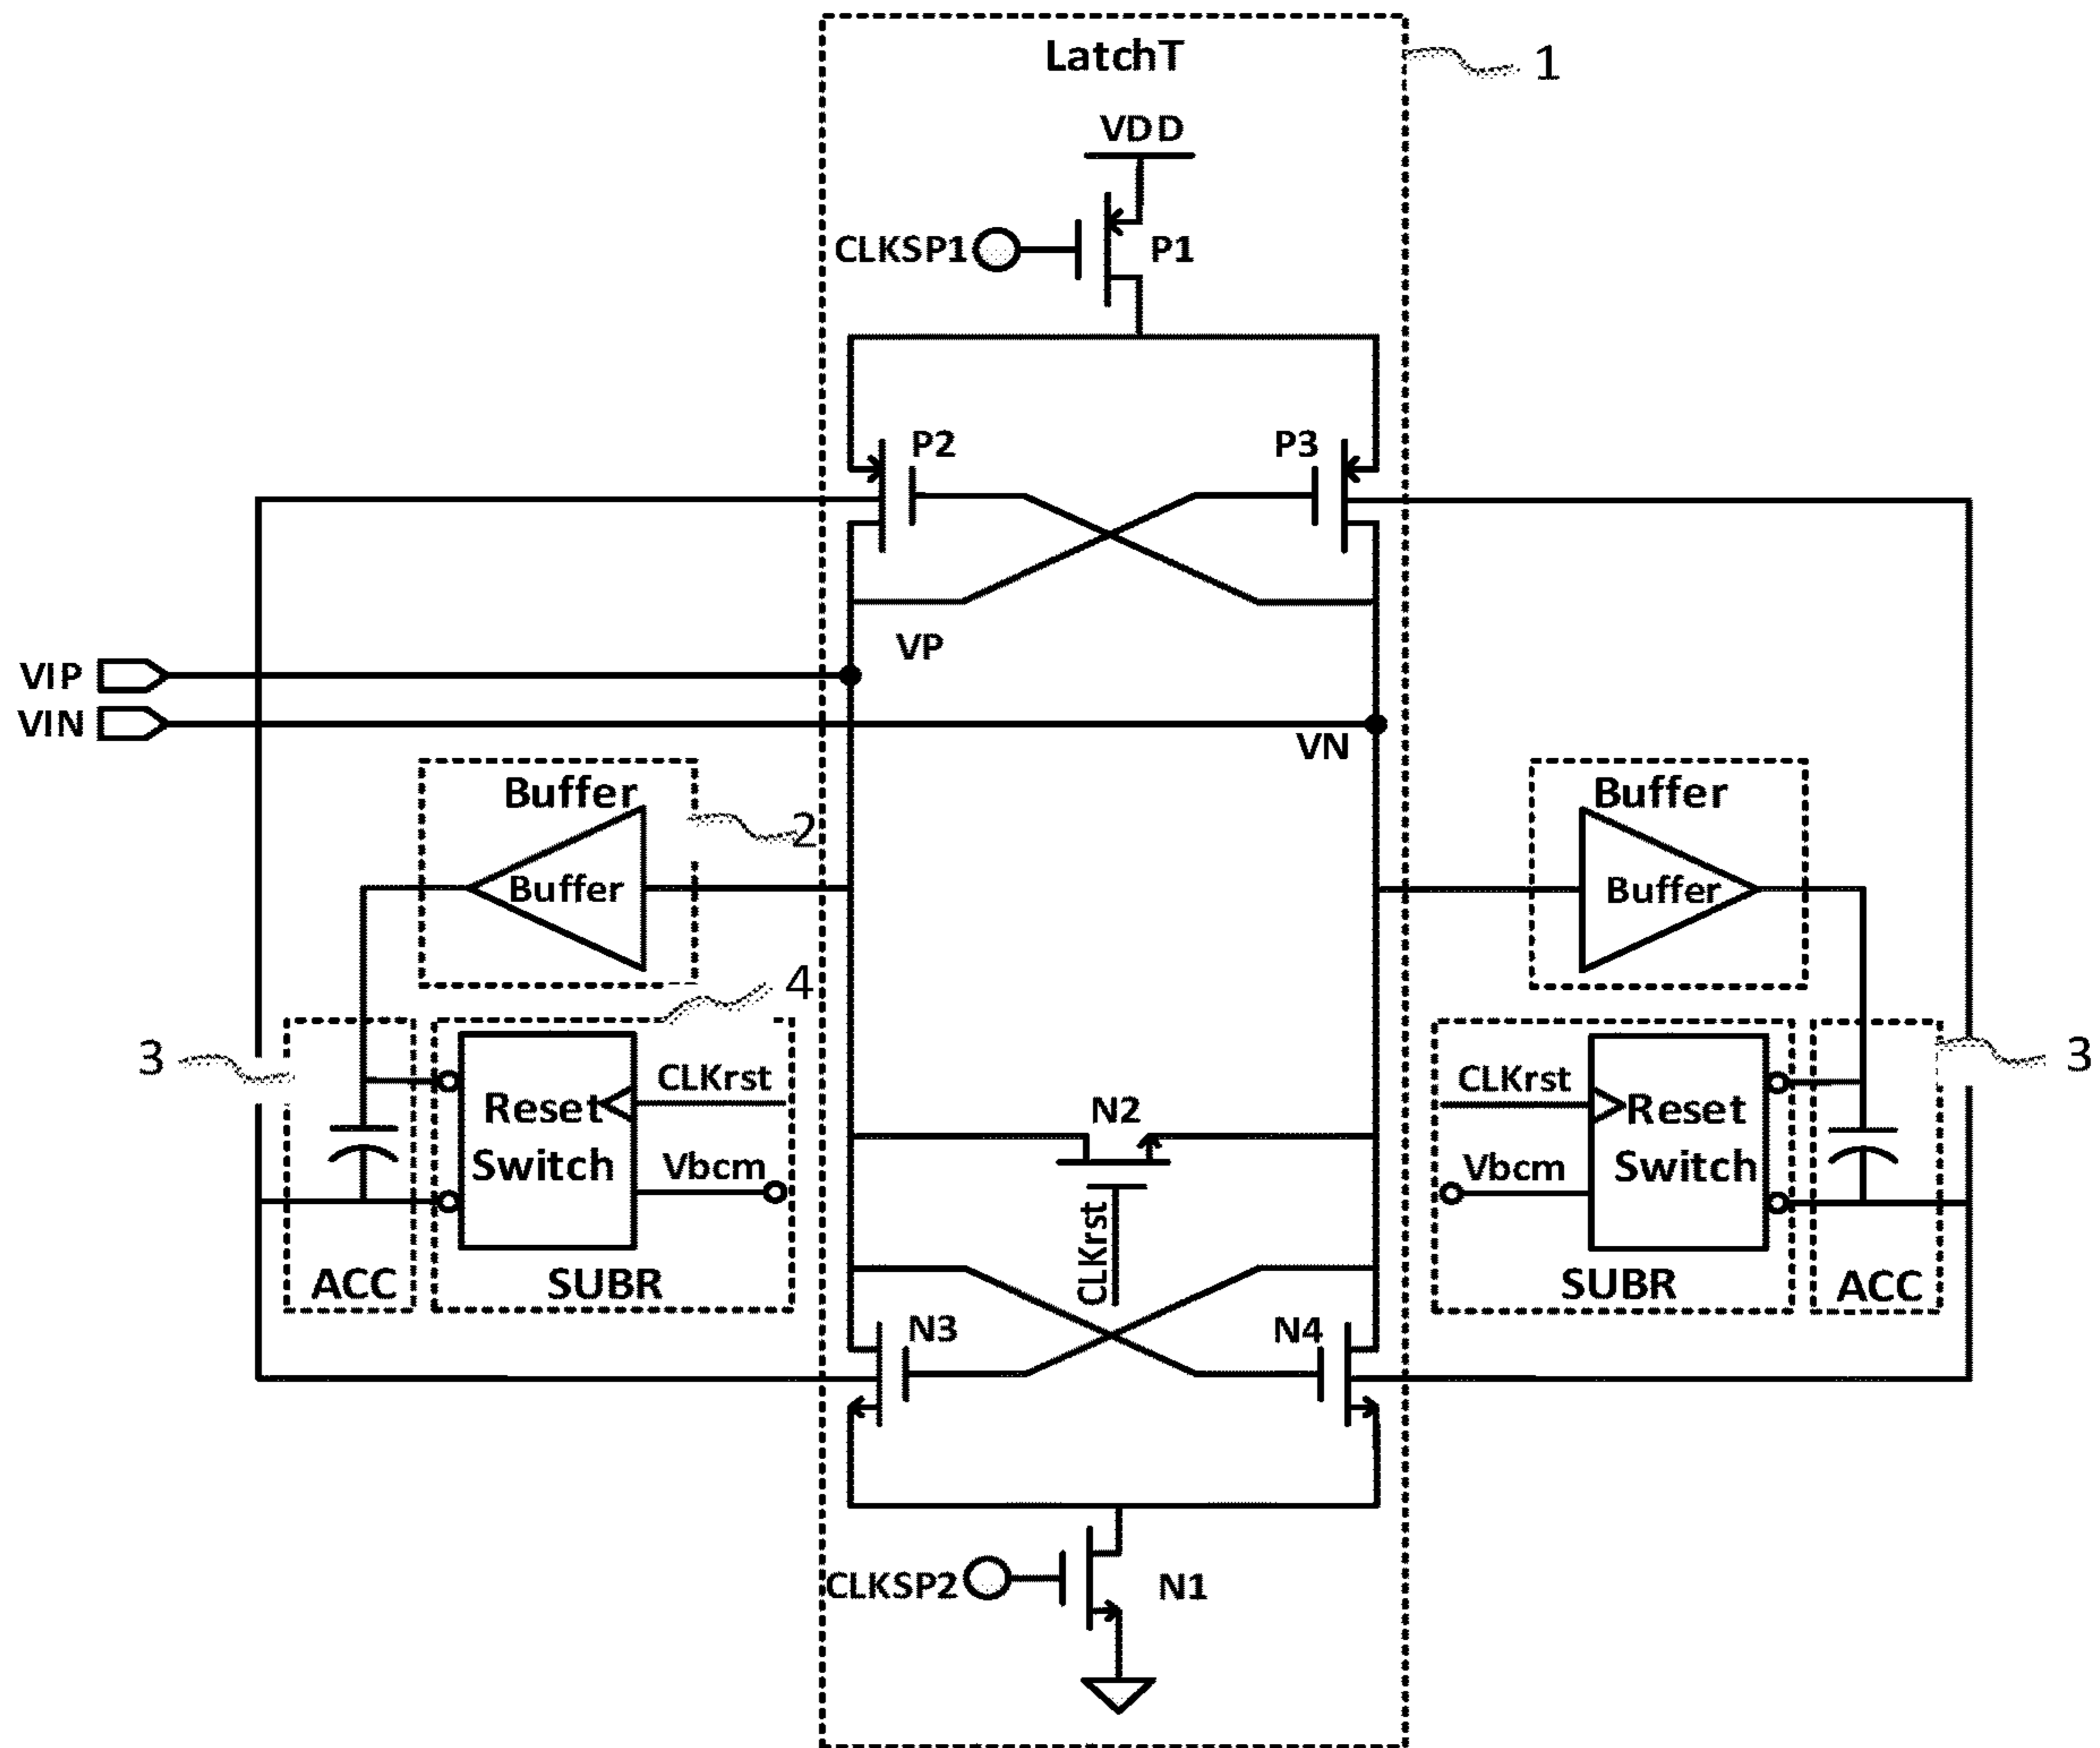 LatchT
1
VDD
CLKSP1
P1
P2
P3
VP
VIP
VIN
VN
Buffer
2
Buffer
Buffer
Buffer
4
3
3
CLKrst
Reset
Switch
Vbcm
N2
CLKrst
CLKrst
Reset
Switch
Vbcm
ACC
SUBR
SUBR
ACC
N3
N4
CLKSP2
N1